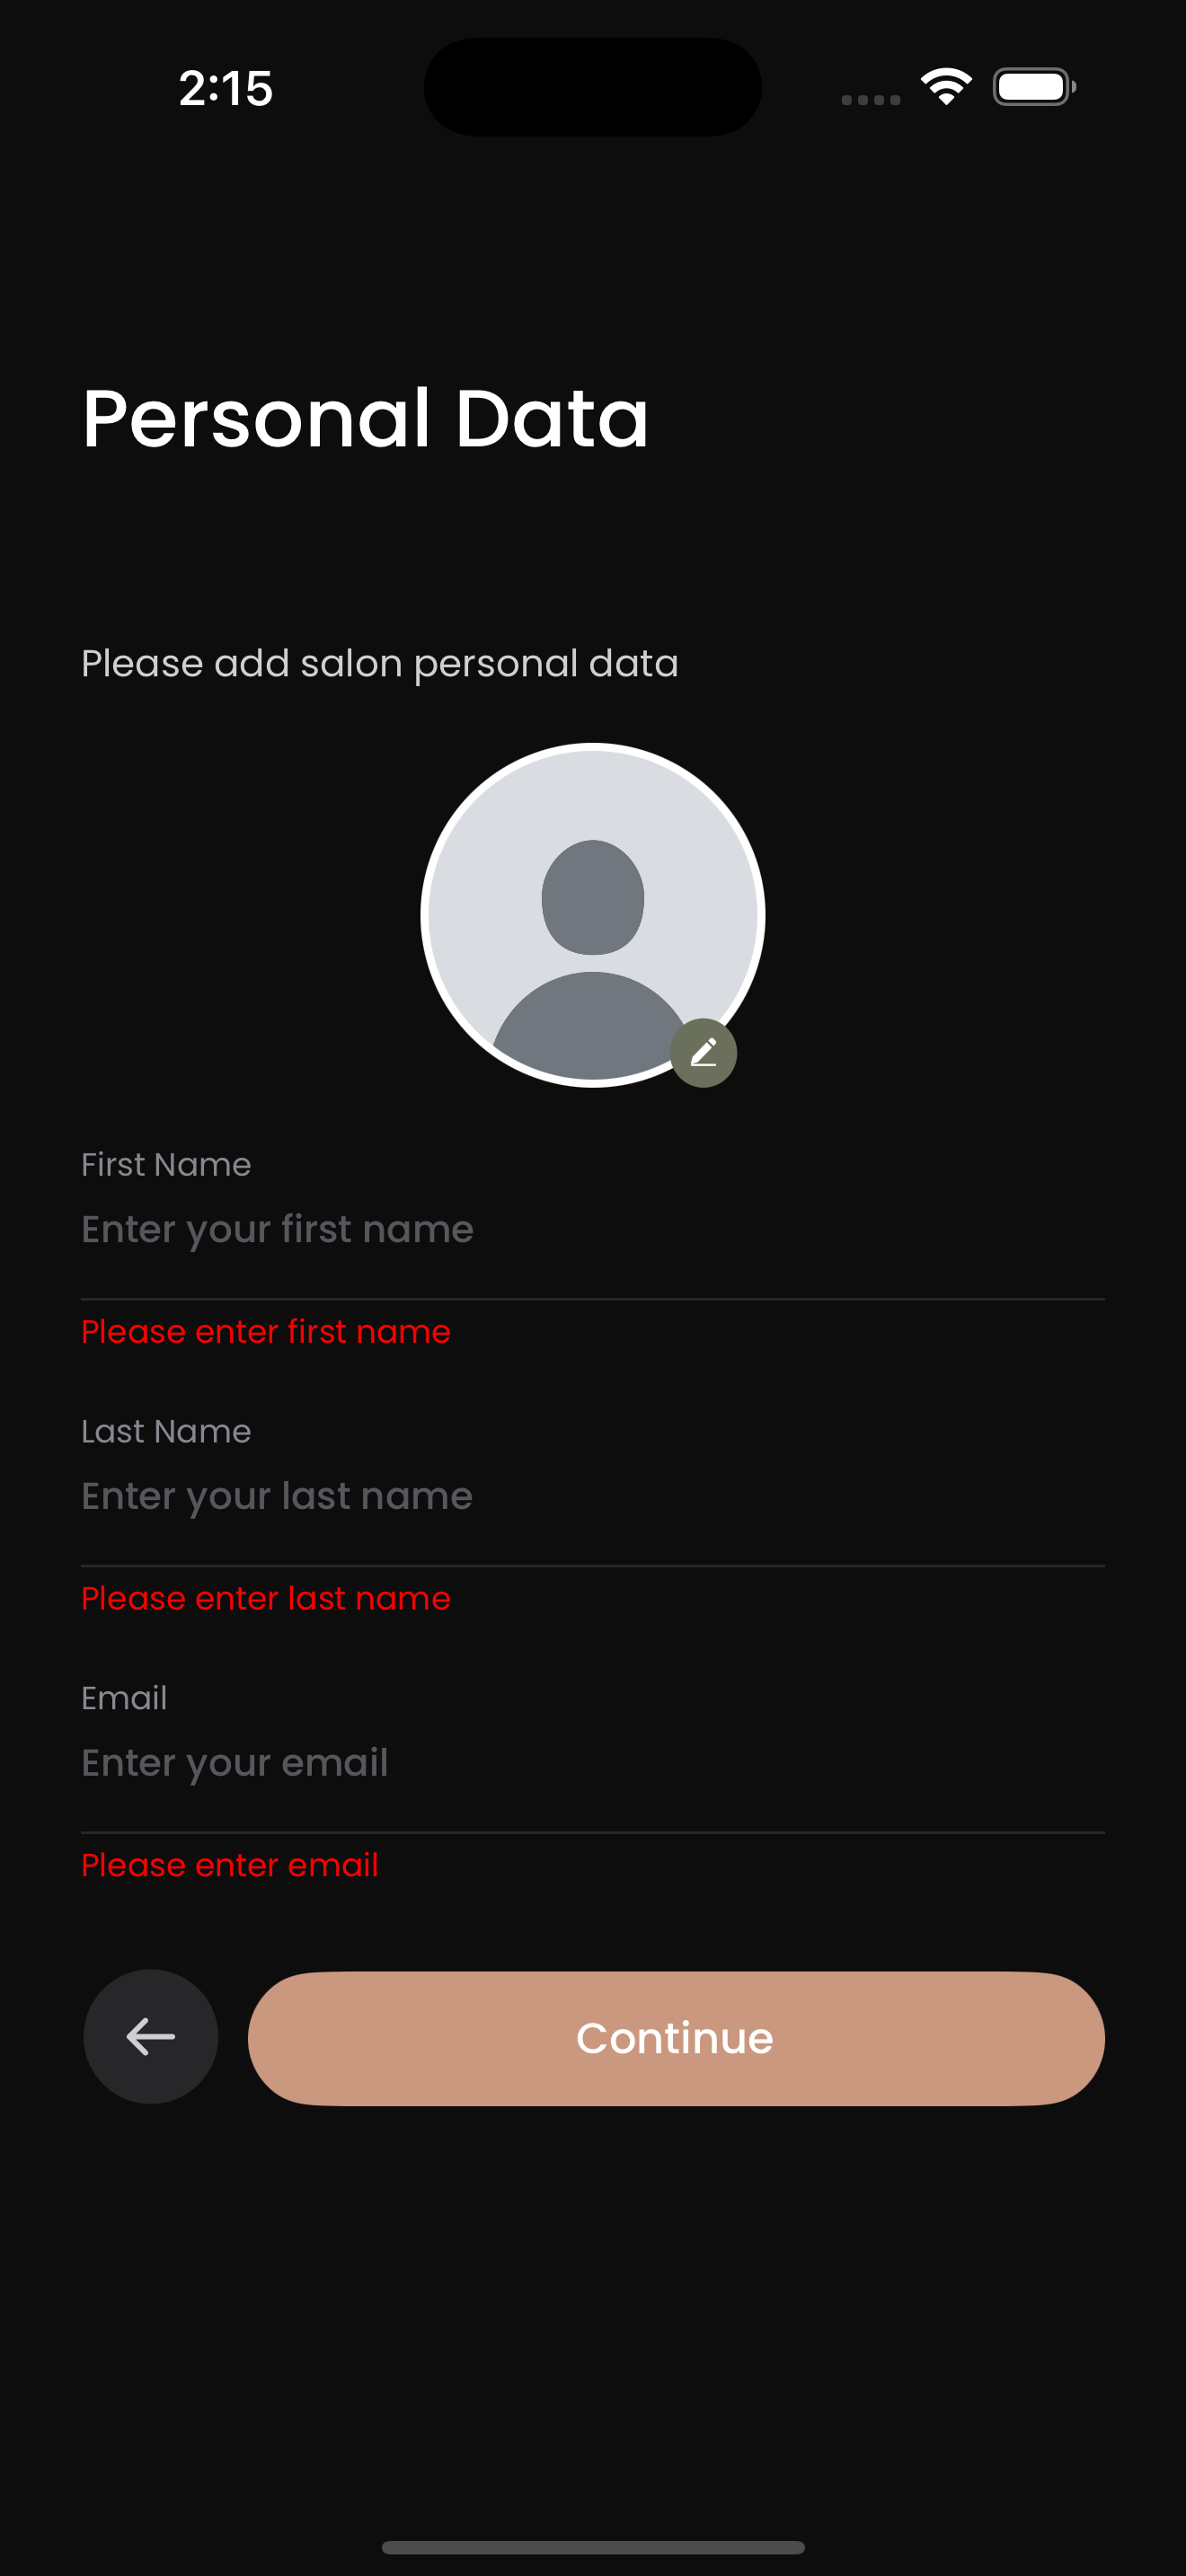 2:15
Personal Data
Please add salon personal data
First Name
Enter your first name
Please enter first name
Last Name
Enter your last name
Please enter last name
Email
Enter your email
Please enter email
Continue